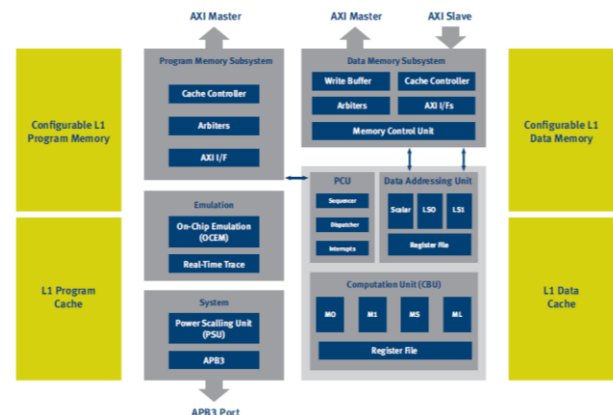 AXI Master
AXI Master
AXI Slave
Configurable L1
Program Memory
L1 Program
Cache
Program Memory Subsystem
Cache Controller
Arbiters
AXI I/F
Emulation
On-Chip Emulation
(OCEM)
Real-Time Trace
System
Power Scalling Unit
(PSU)
APB3
APB3 Port
Data Memory Subsystem
Write Buffer
Cache Controller
Arbiters
AXI I/Fs
Memory Control Unit
PCU
Sequencer
Dispatcher
Interrupts
Data Addressing Unit
Scalar
LS0
LS1
Register File
Computation Unit (CBU)
M0
M1
MS
ML
Register File
Configurable L1
Data Memory
L1 Data
Cache